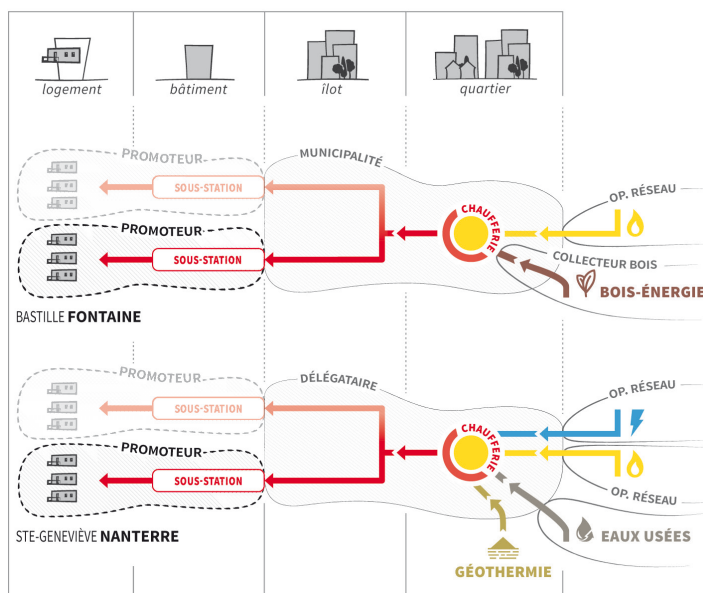 logement
bâtiment
îlot
quartier
PROMOTEUR
MUNICIPALITÉ
SOUS-STATION
OP. RÉSEAU
CHAUFFERIE
PROMOTEUR
SOUS-STATION
COLLECTEUR BOIS
BOIS-ÉNERGIE
BASTILLE FONTAINE
PROMOTEUR
DÉLÉGATAIRE
OP. RÉSEAU
SOUS-STATION
CHAUFFERIE
PROMOTEUR
SOUS-STATION
OP. RÉSEAU
STE-GENEVIÈVE NANTERRE
EAUX USÉES
GÉOTHERMIE